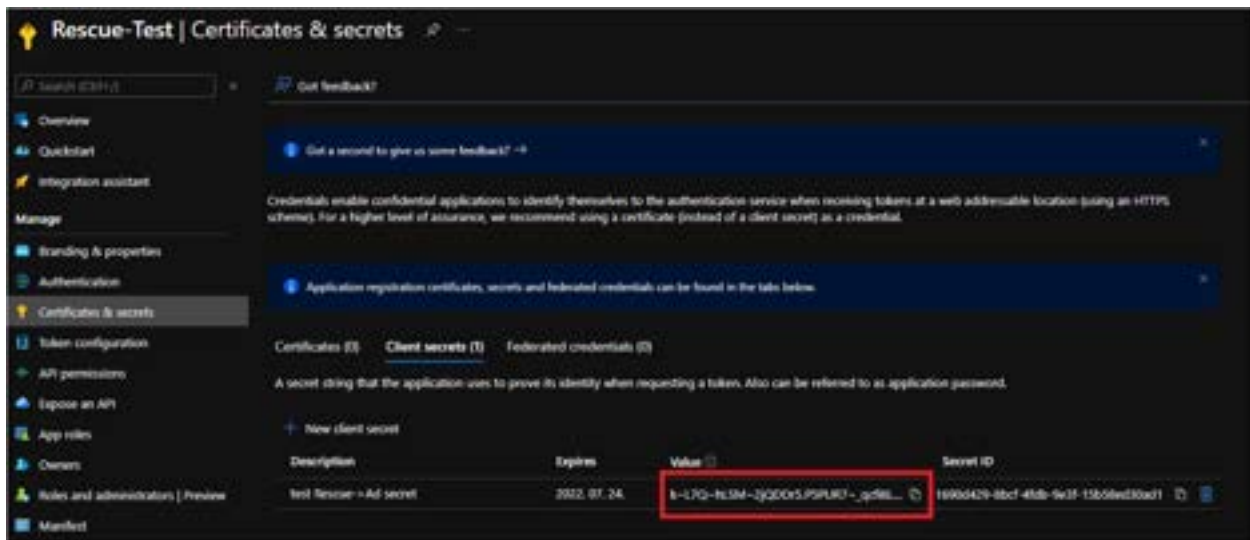 Rescue-Test | Certificates & secrets
Search (Ctrl+/)
Got feedback?
Overview
Quickstart
Integration assistant
Got a second to give us some feedback? →
Credentials enable confidential applications to identify themselves to the authentication service when receiving tokens at a web addressable location (using an HTTPS
scheme). For a higher level of assurance, we recommend using a certificate (instead of a client secret) as a credential.
Manage
Branding & properties
Authentication
Application registration certificates, secrets and federated credentials can be found in the tabs below.
Certificates & secrets
Token configuration
Certificates (0) Client secrets (1) Federated credentials (0)
API permissions
A secret string that the application uses to prove its identity when requesting a token. Also can be referred to as application password.
Expose an API
App roles
New client secret
Owners
Description Expires Value Secret ID
Roles and administrators | Preview
test Rescue->Ad secret 2022. 07. 24.
Manifest